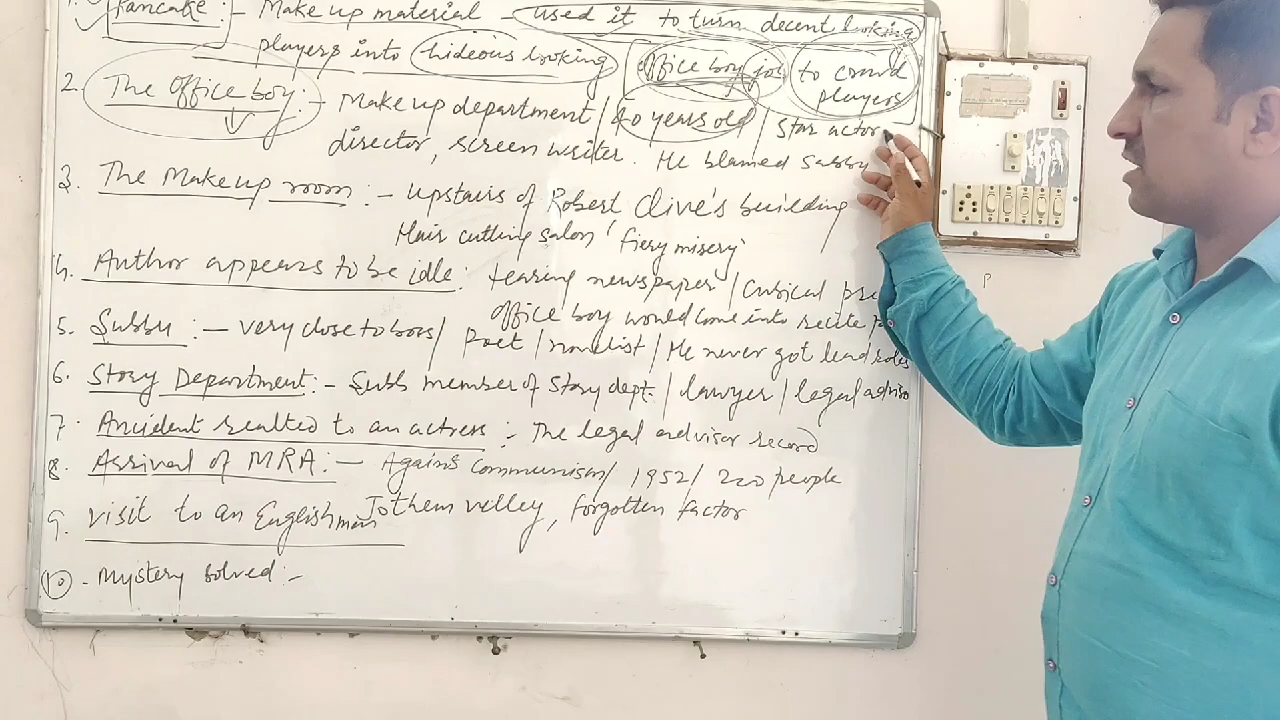 Pancake :- Make up material - used it to turn decent looking
players into hideous looking
Office boy job to crowd players
2. The Office boy :- Make up department / 40 years old / Star actor
director, screen writer. He blamed Subbu
3. The Makeup room :- upstairs of Robert Clive's building
Hair cutting salon 'fiery misery'
4. Author appears to be idle : tearing newspaper / Cubical
Office boy would come into recite
5. Subbu :- very close to boss / Poet / novelist / He never got lead roles
6. Story Department :- Subb member of Story dept. / lawyer / legal advisor
7. Accident realted to an actress :- The legal advisor record
8. Arrival of MRA :- Agains Communism / 1952 / 220 people
Jothem velley, forgotten factor
9. visit to an Englishman
10. Mystery Solved :-